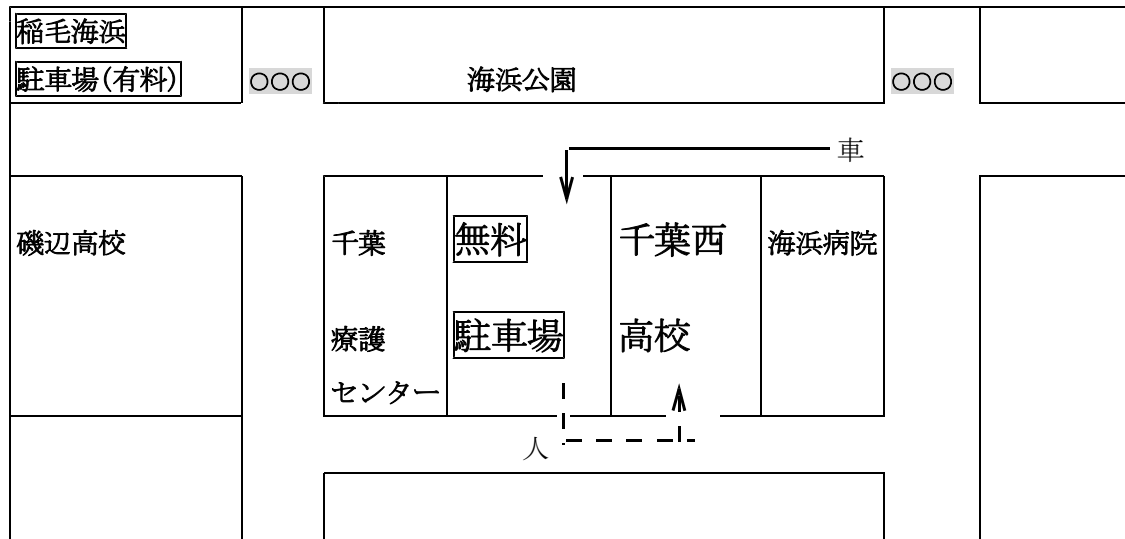 稲毛海浜
駐車場(有料)
○○○
海浜公園
○○○
車
磯辺高校
千葉
療護
センター
無料
駐車場
千葉西
高校
海浜病院
人